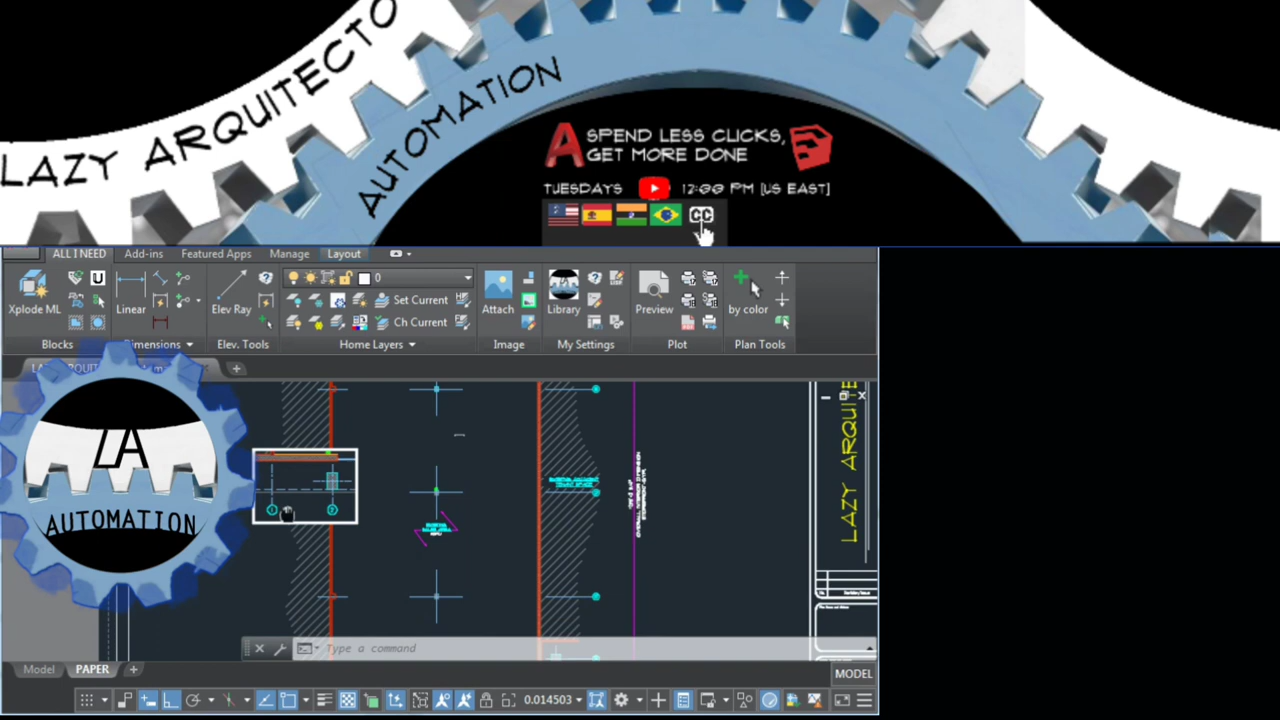 LAZY ARQUITECTO
AUTOMATION
A SPEND LESS CLICKS,
GET MORE DONE
TUESDAYS 12:00 PM [US EAST]
CC
ALL I NEED Add-ins Featured Apps Manage Layout
0
Xplode ML Linear Elev Ray Set Current Attach Library Preview by color
Ch Current
Blocks Dimensions Elev. Tools Home Layers Image My Settings Plot Plan Tools
LA
AUTOMATION
LAZY ARQUITE
Type a command
Model PAPER
MODEL
0.014503